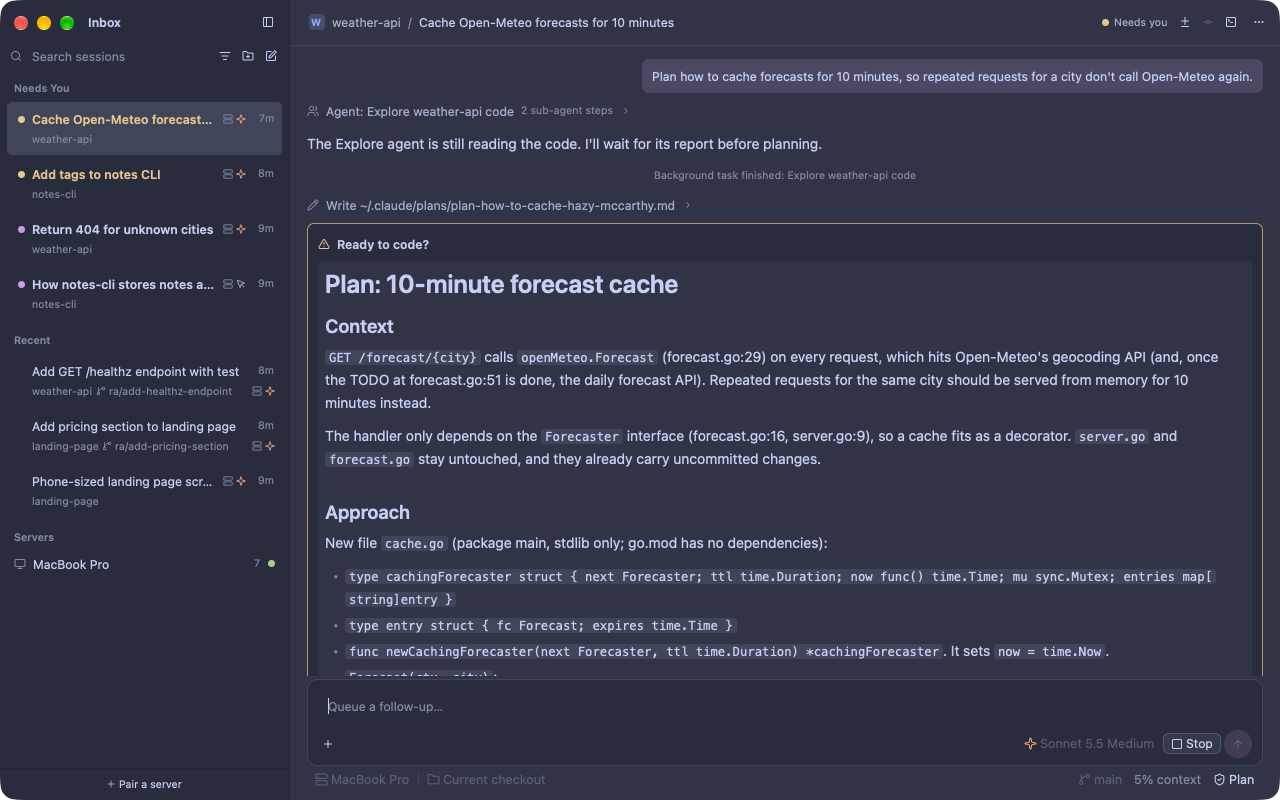 Inbox
Search sessions
Needs You
Cache Open-Meteo forecast... 7m
weather-api
Add tags to notes CLI 8m
notes-cli
Return 404 for unknown cities 9m
weather-api
How notes-cli stores notes a... 9m
notes-cli
Recent
Add GET /healthz endpoint with test 8m
weather-api ra/add-healthz-endpoint
Add pricing section to landing page 8m
landing-page ra/add-pricing-section
Phone-sized landing page scr... 9m
landing-page
Servers
MacBook Pro 7
+ Pair a server
W weather-api / Cache Open-Meteo forecasts for 10 minutes
Needs you
Plan how to cache forecasts for 10 minutes, so repeated requests for a city don't call Open-Meteo again.
Agent: Explore weather-api code 2 sub-agent steps
The Explore agent is still reading the code. I'll wait for its report before planning.
Background task finished: Explore weather-api code
Write ~/.claude/plans/plan-how-to-cache-hazy-mccarthy.md
Ready to code?
Plan: 10-minute forecast cache
Context
GET /forecast/{city} calls openMeteo.Forecast (forecast.go:29) on every request, which hits Open-Meteo's geocoding API (and, once
the TODO at forecast.go:51 is done, the daily forecast API). Repeated requests for the same city should be served from memory for 10
minutes instead.
The handler only depends on the Forecaster interface (forecast.go:16, server.go:9), so a cache fits as a decorator. server.go and
forecast.go stay untouched, and they already carry uncommitted changes.
Approach
New file cache.go (package main, stdlib only; go.mod has no dependencies):
• type cachingForecaster struct { next Forecaster; ttl time.Duration; now func() time.Time; mu sync.Mutex; entries map[
string]entry }
• type entry struct { fc Forecast; expires time.Time }
• func newCachingForecaster(next Forecaster, ttl time.Duration) *cachingForecaster. It sets now = time.Now.
Forecast(ctx, city):
Queue a follow-up...
+
Sonnet 5.5 Medium
Stop
MacBook Pro
Current checkout
main
5% context
Plan